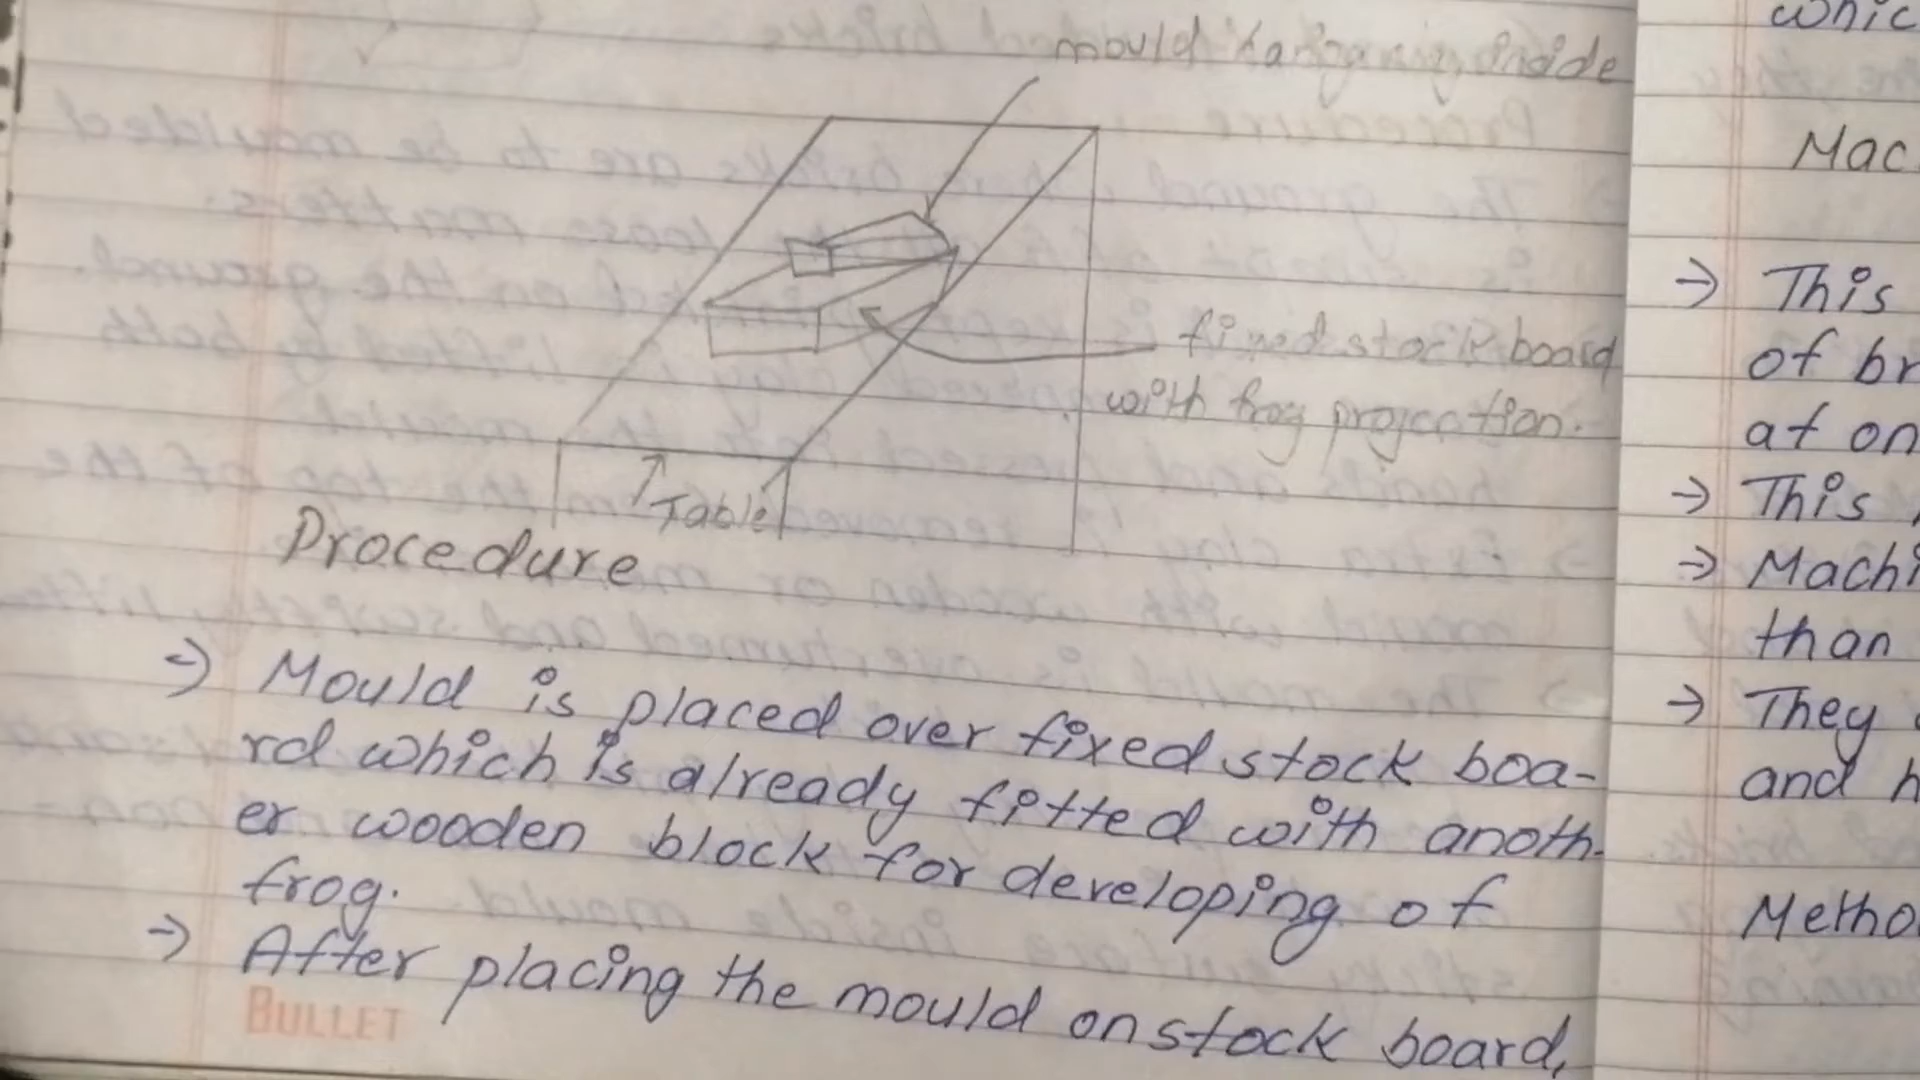 mould hanging inside
fixed stock board
with frog projection.
Table
Procedure
→ Mould is placed over fixed stock boa-
rd which is already fitted with anoth-
er wooden block for developing of
frog.
→ After placing the mould on stock board,
BULLET
whic
Mac
→ This
of br
at on
→ This
→ Machi
than
→ They
and h
Metho